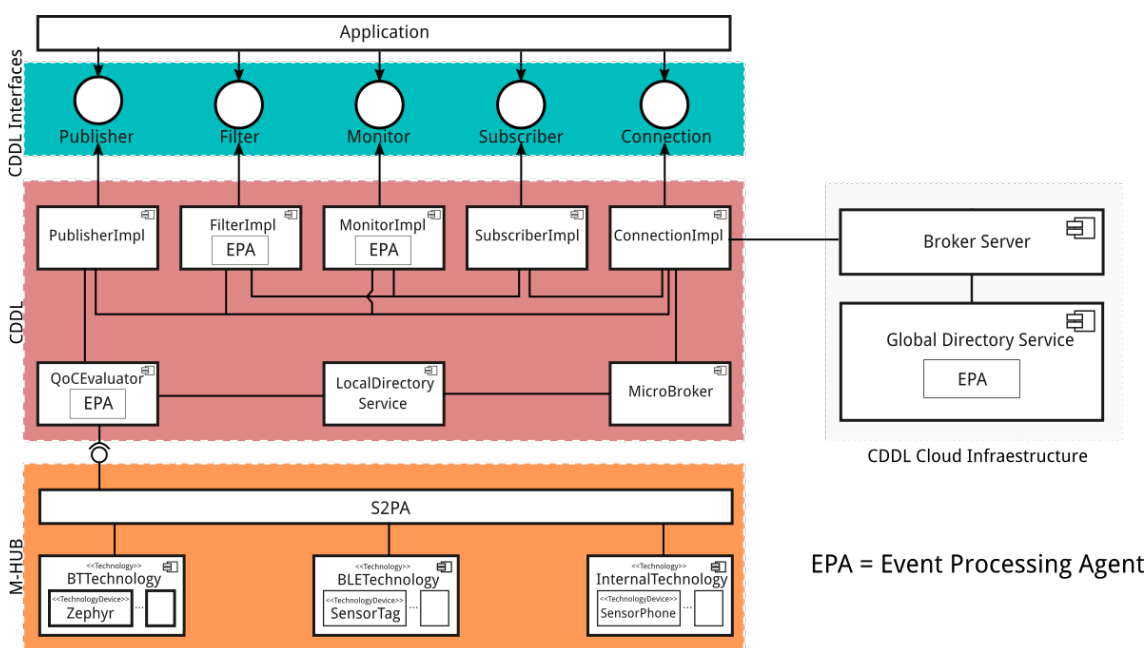 Application
CDDL Interfaces
Publisher
Filter
Monitor
Subscriber
Connection
CDDL
PublisherImpl
FilterImpl
EPA
MonitorImpl
EPA
SubscriberImpl
ConnectionImpl
QoCEvaluator
EPA
LocalDirectory
Service
MicroBroker
Broker Server
Global Directory Service
EPA
CDDL Cloud Infraestructure
M-HUB
S2PA
<<Technology>>
BTTechnology
<<TechnologyDevice>>
Zephyr
...
<<Technology>>
BLETechnology
<<TechnologyDevice>>
SensorTag
...
<<Technology>>
InternalTechnology
<<TechnologyDevice>>
SensorPhone
...
EPA = Event Processing Agent